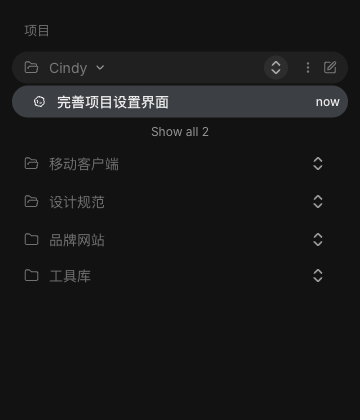 项目
Cindy
完善项目设置界面 now
Show all 2
移动客户端
设计规范
品牌网站
工具库